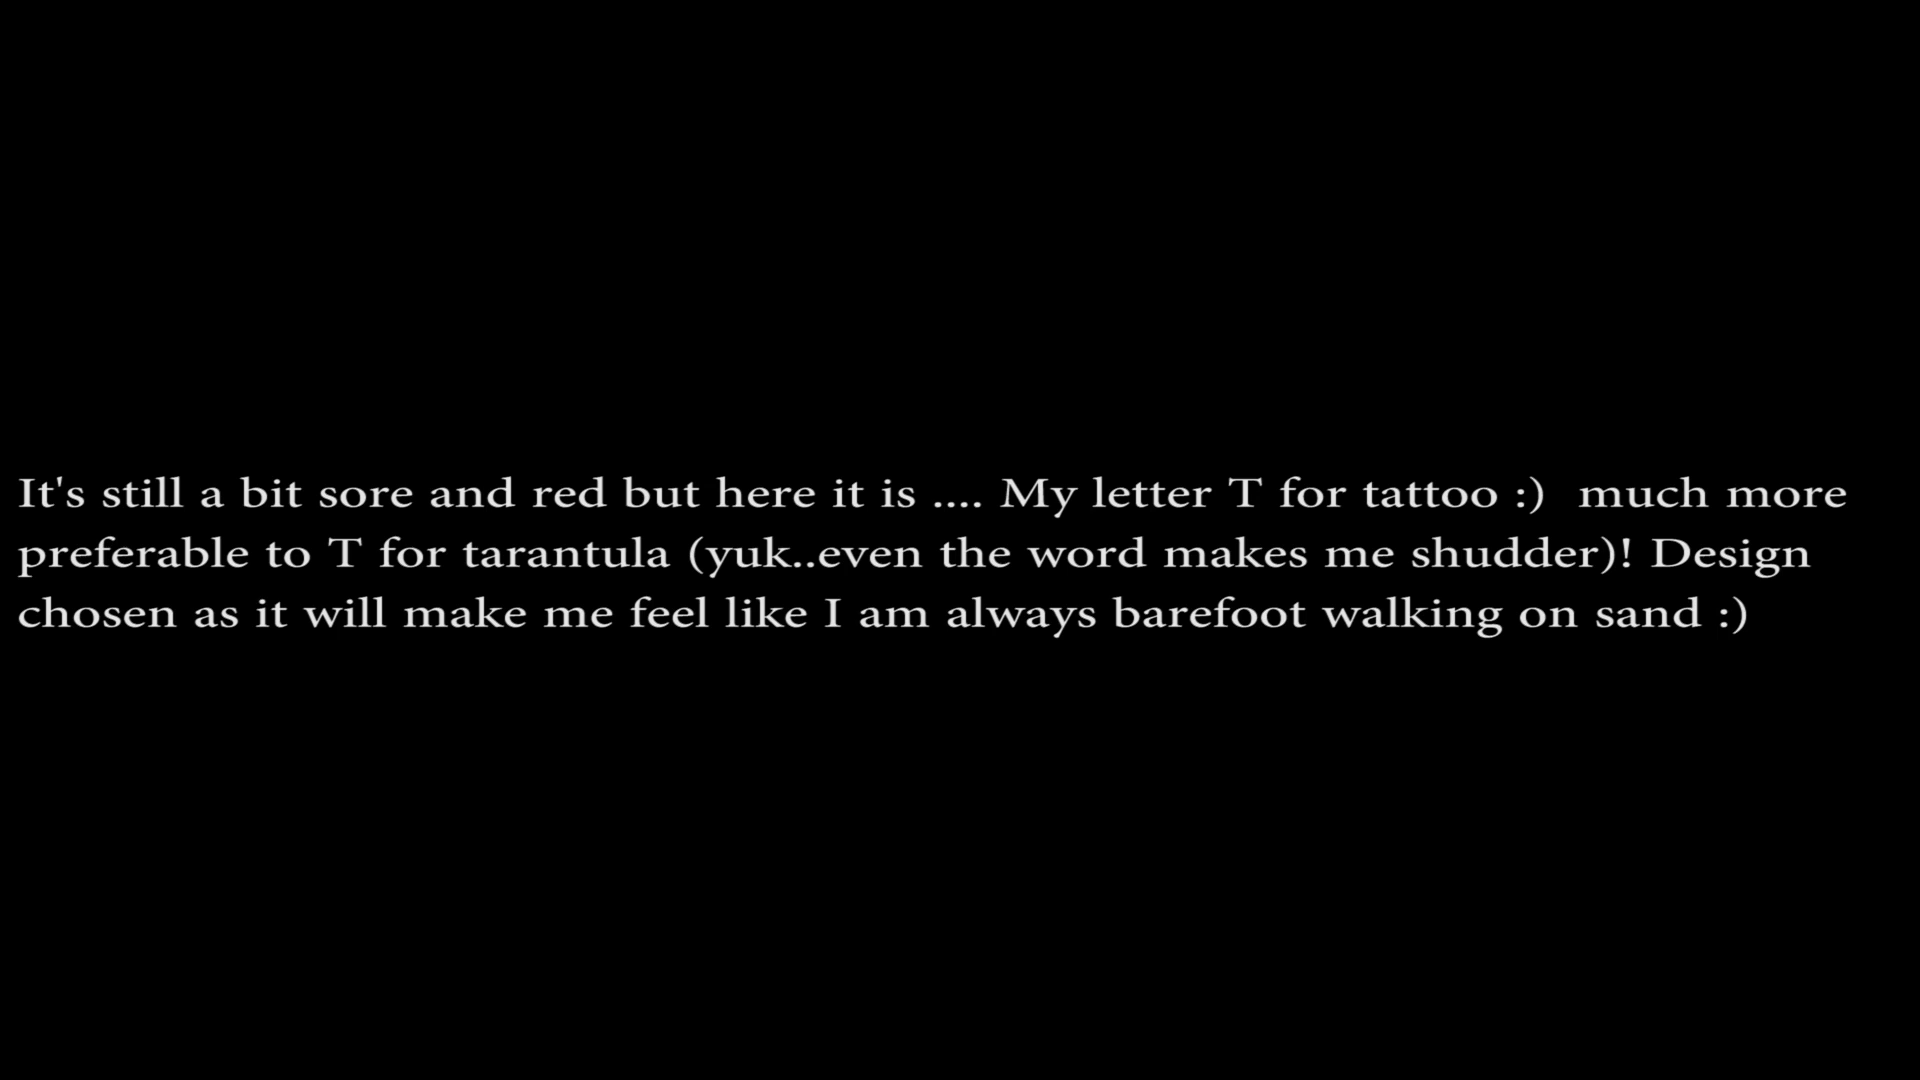 It's still a bit sore and red but here it is .... My letter T for tattoo :)  much more
preferable to T for tarantula (yuk..even the word makes me shudder)! Design
chosen as it will make me feel like I am always barefoot walking on sand :)